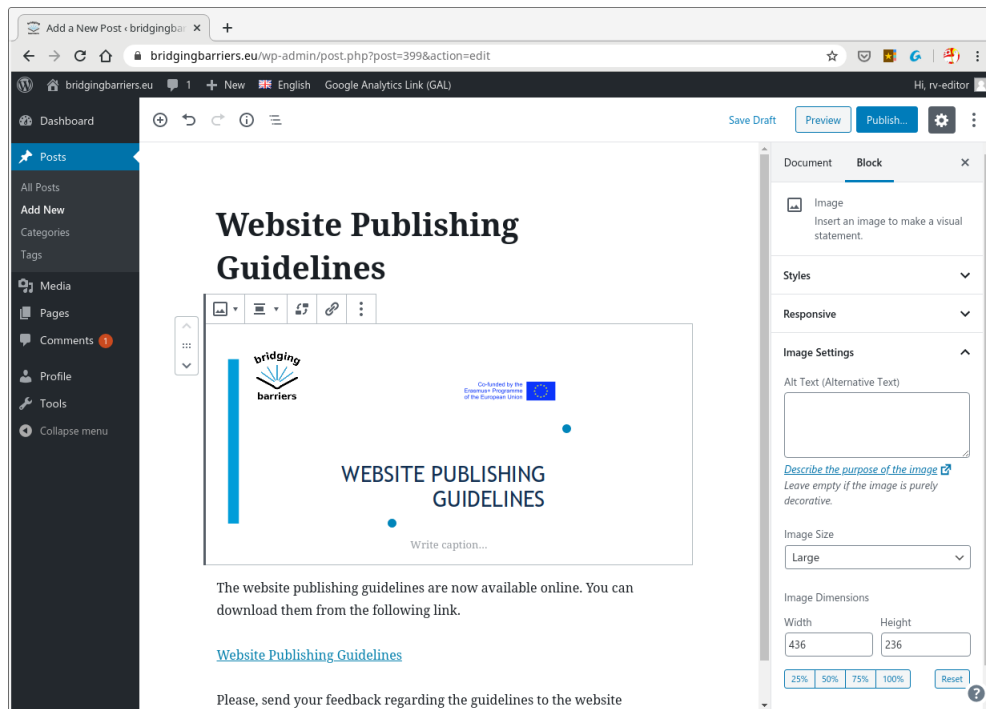 Add a New Post ‹ bridgingbar
bridgingbarriers.eu/wp-admin/post.php?post=399&action=edit
bridgingbarriers.eu 1 + New English Google Analytics Link (GAL) Hi, rv-editor
Dashboard
Posts
All Posts
Add New
Categories
Tags
Media
Pages
Comments 1
Profile
Tools
Collapse menu
Save Draft Preview Publish...
Website Publishing
Guidelines
bridging
barriers
Co-funded by the
Erasmus+ Programme
of the European Union
WEBSITE PUBLISHING
GUIDELINES
Write caption...
The website publishing guidelines are now available online. You can
download them from the following link.
Website Publishing Guidelines
Please, send your feedback regarding the guidelines to the website
Document Block
Image
Insert an image to make a visual
statement.
Styles
Responsive
Image Settings
Alt Text (Alternative Text)
Describe the purpose of the image
Leave empty if the image is purely
decorative.
Image Size
Large
Image Dimensions
Width Height
436 236
25% 50% 75% 100% Reset